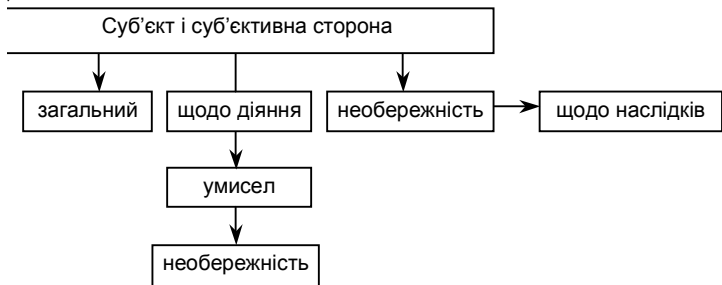 Суб’єкт і суб’єктивна сторона
загальний
щодо діяння
необережність
щодо наслідків
умисел
необережність